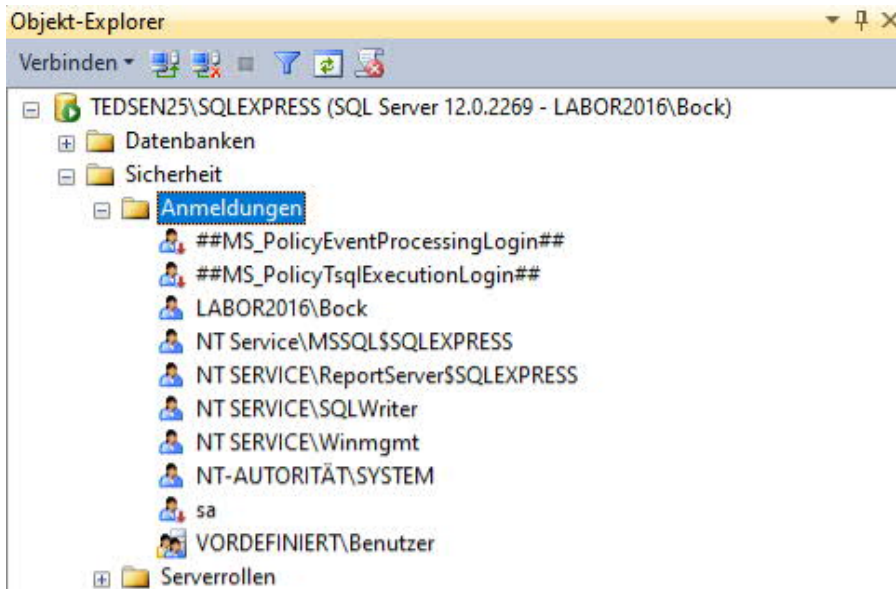 Objekt-Explorer
Verbinden
TEDSEN25\SQLEXPRESS (SQL Server 12.0.2269 - LABOR2016\Bock)
Datenbanken
Sicherheit
Anmeldungen
##MS_PolicyEventProcessingLogin##
##MS_PolicyTsqlExecutionLogin##
LABOR2016\Bock
NT Service\MSSQL$SQLEXPRESS
NT SERVICE\ReportServer$SQLEXPRESS
NT SERVICE\SQLWriter
NT SERVICE\Winmgmt
NT-AUTORITÄT\SYSTEM
sa
VORDEFINIERT\Benutzer
Serverrollen